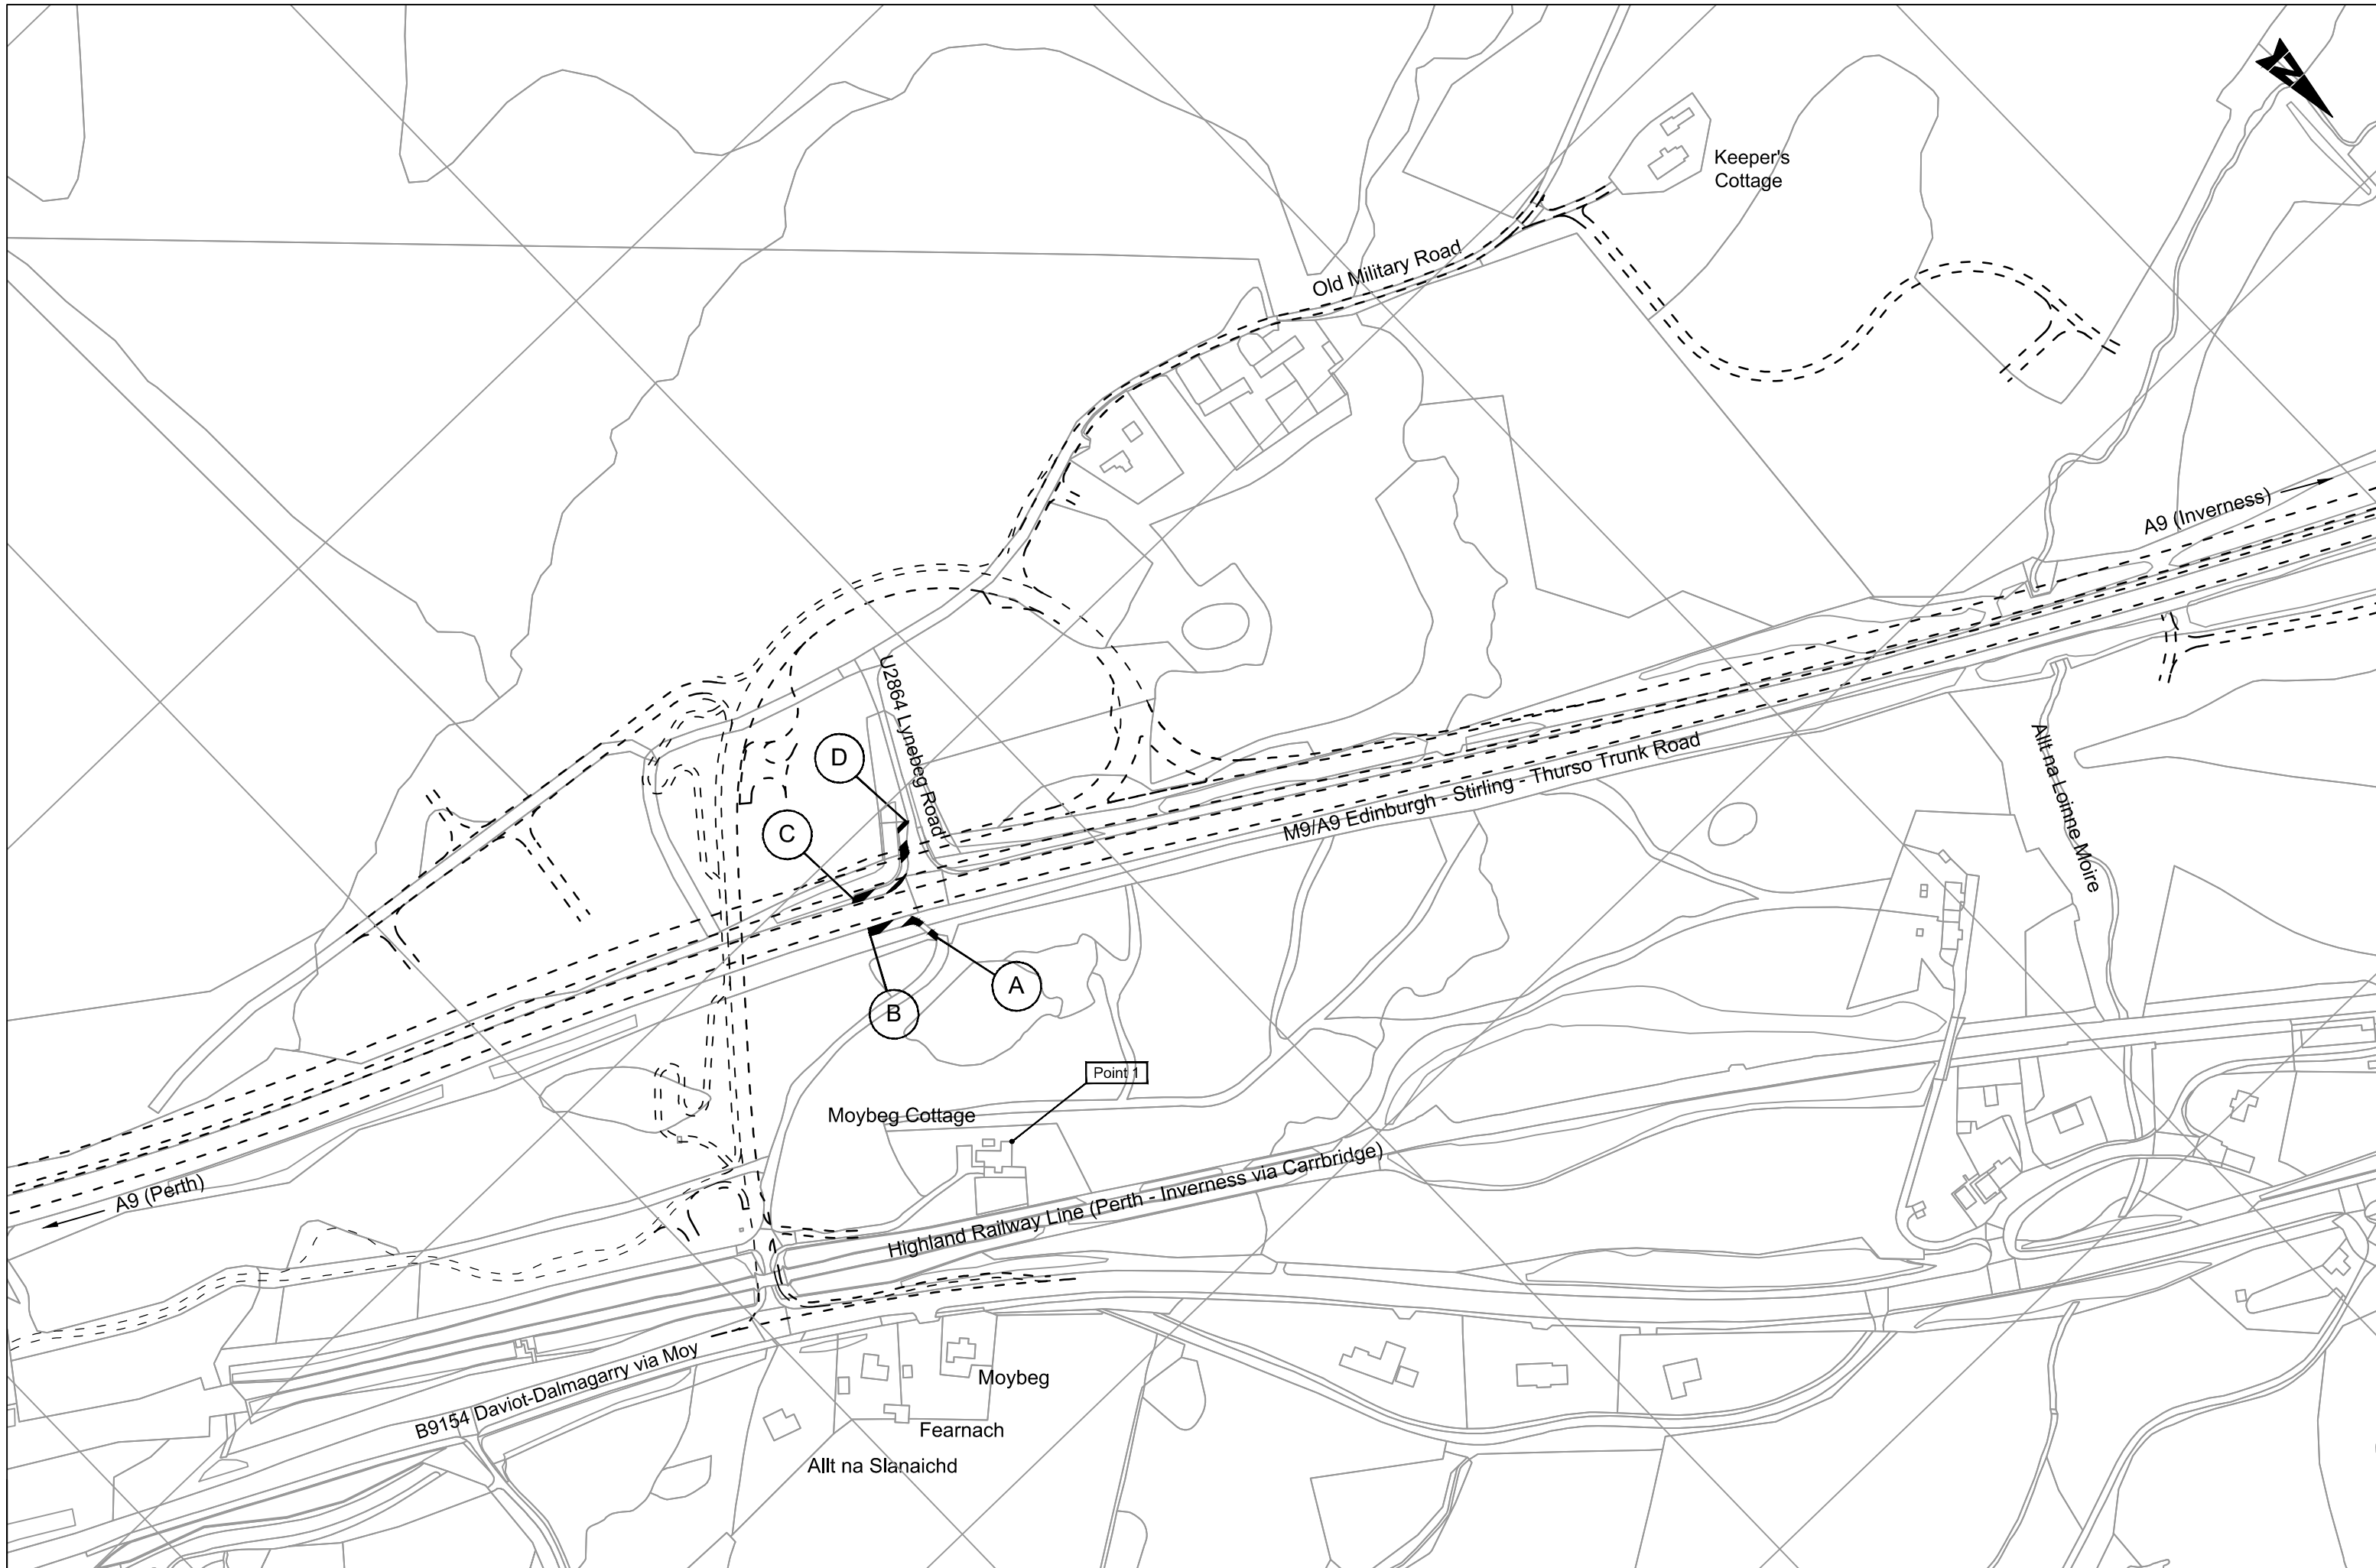 N
Keeper's
Cottage
Old Military Road
A9 (Inverness)
U2864 Lynebeg Road
D
M9/A9 Edinburgh - Stirling - Thurso Trunk Road
Allt na Loinne Moire
C
A
B
Point 1
Moybeg Cottage
Highland Railway Line (Perth - Inverness via Carrbridge)
A9 (Perth)
B9154 Daviot-Dalmagarry via Moy
Moybeg
Fearnach
Allt na Slanaichd